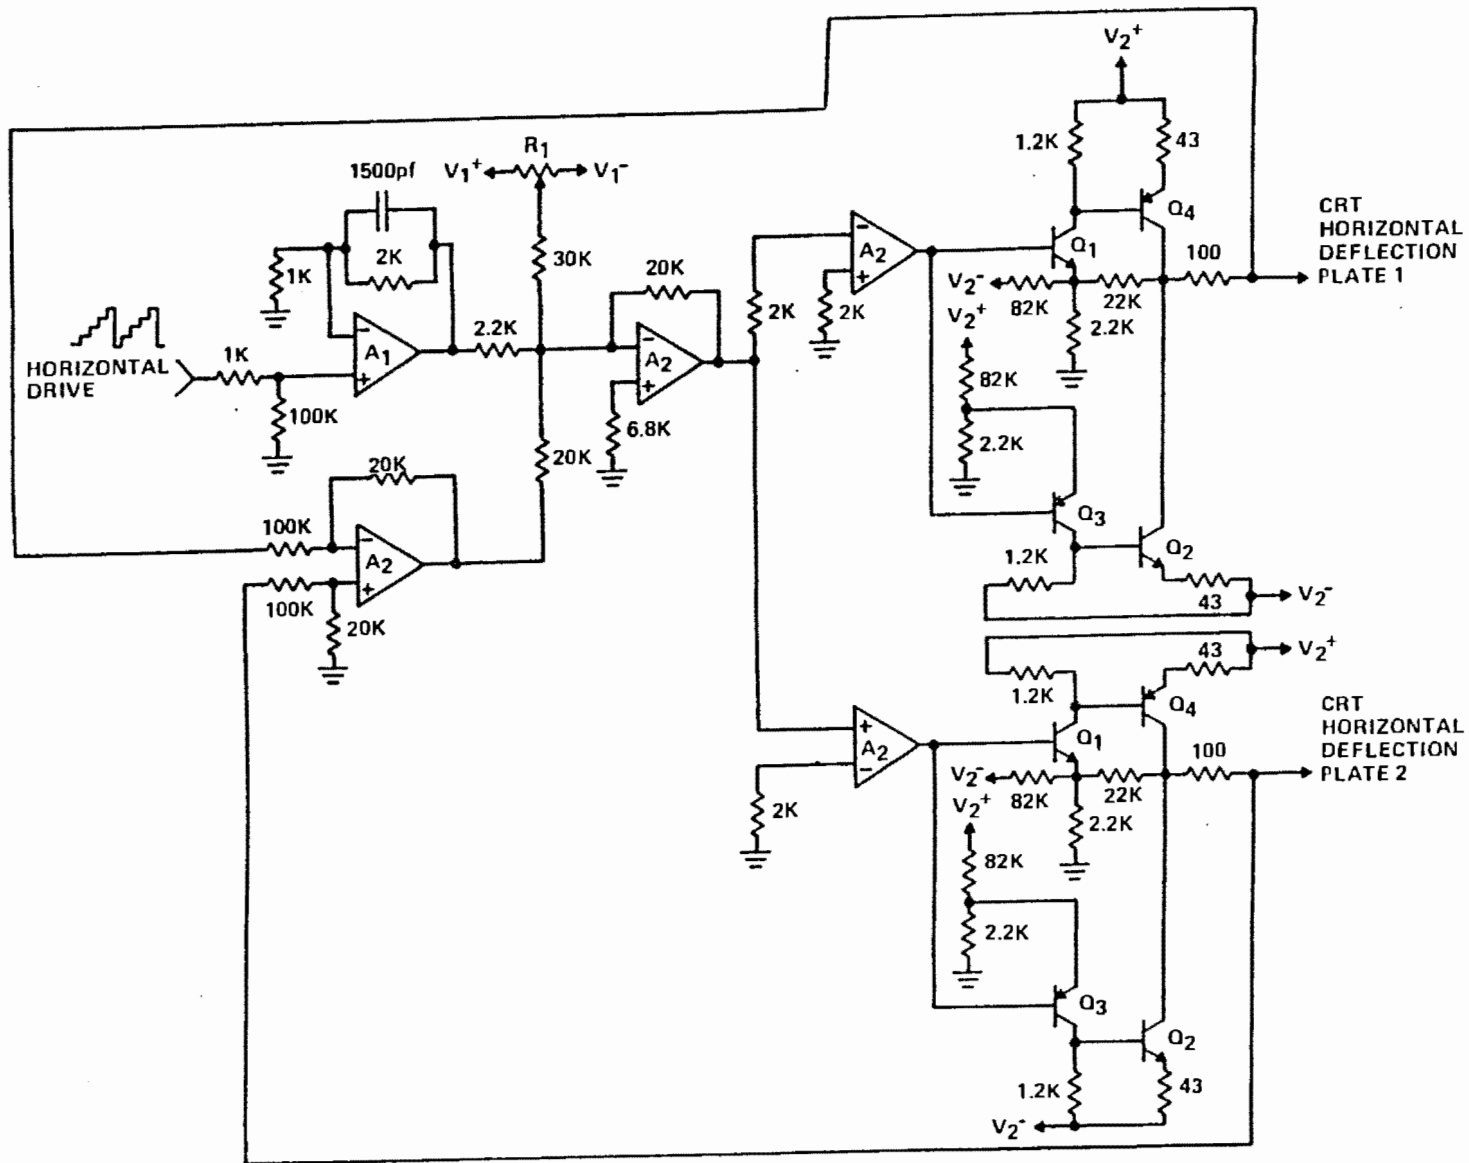 V2+
1.2K
43
R1
V1+
V1-
1500pf
Q4
CRT
HORIZONTAL
DEFLECTION
PLATE 1
2K
30K
A2
Q1
100
1K
20K
V2-
82K
22K
2K
2K
V2+
2.2K
2.2K
1K
A1
A2
82K
HORIZONTAL
DRIVE
100K
6.8K
2.2K
20K
20K
Q3
100K
1.2K
Q2
A2
100K
43
V2-
20K
43
V2+
1.2K
Q4
CRT
HORIZONTAL
DEFLECTION
PLATE 2
A2
Q1
100
V2-
82K
22K
V2+
2K
2.2K
82K
2.2K
Q3
Q2
1.2K
43
V2-